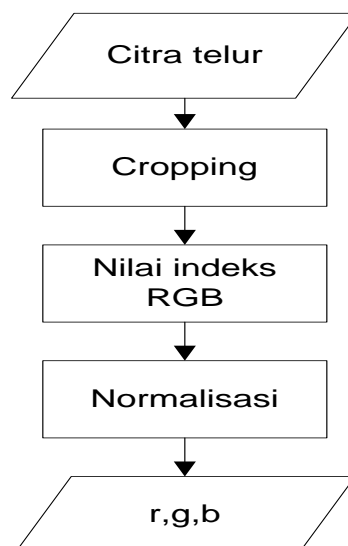 Citra telur
Cropping
Nilai indeks
RGB
Normalisasi
r,g,b